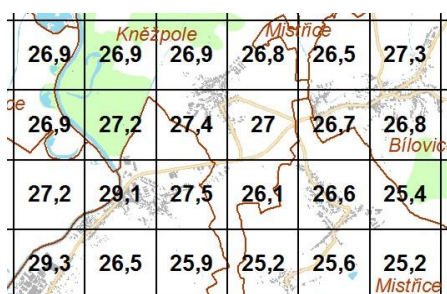 Kněžpole Mistřice
26,9 26,9 26,9 26,8 26,5 27,3
ce
26,9 27,2 27,4 27 26,7 26,8
Bílovic
27,2 29,1 27,5 26,1 26,6 25,4
29,3 26,5 25,9 25,2 25,6 25,2
Mistřice